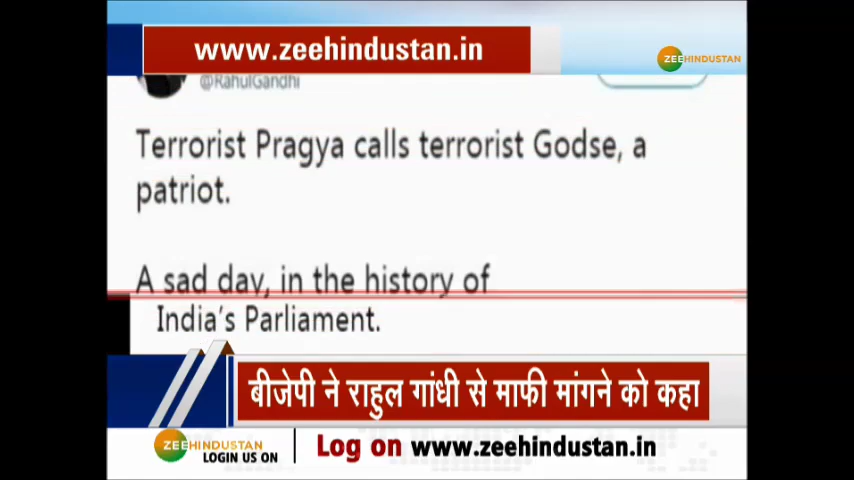 www.zeehindustan.in
ZEEHINDUSTAN
@RahulGandhi
Terrorist Pragya calls terrorist Godse, a
patriot.
A sad day, in the history of
India's Parliament.
बीजेपी ने राहुल गांधी से माफी मांगने को कहा
ZEEHINDUSTAN
LOGIN US ON
Log on www.zeehindustan.in